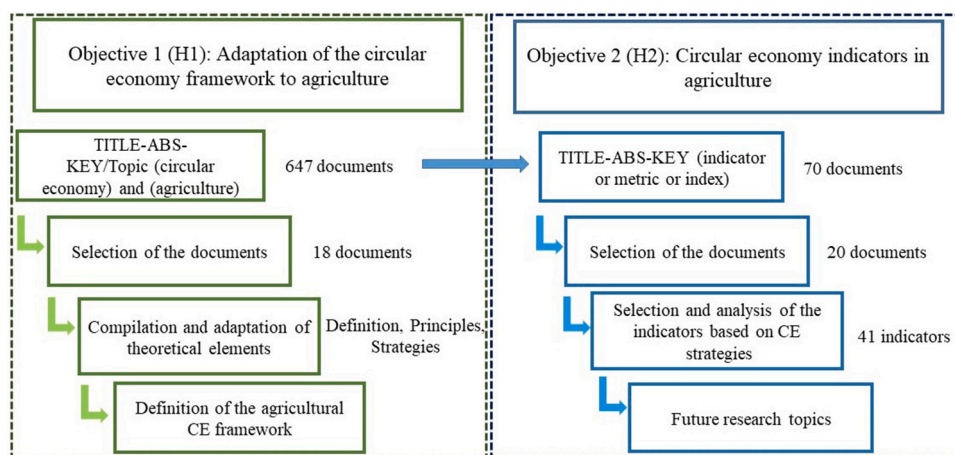 Objective 1 (H1): Adaptation of the circular
economy framework to agriculture
TITLE-ABS-
KEY/Topic (circular
economy) and (agriculture)
647 documents
Selection of the documents
18 documents
Compilation and adaptation of
theoretical elements
Definition, Principles,
Strategies
Definition of the agricultural
CE framework
Objective 2 (H2): Circular economy indicators in
agriculture
TITLE-ABS-KEY (indicator
or metric or index)
70 documents
Selection of the documents
20 documents
Selection and analysis of the
indicators based on CE
strategies
41 indicators
Future research topics